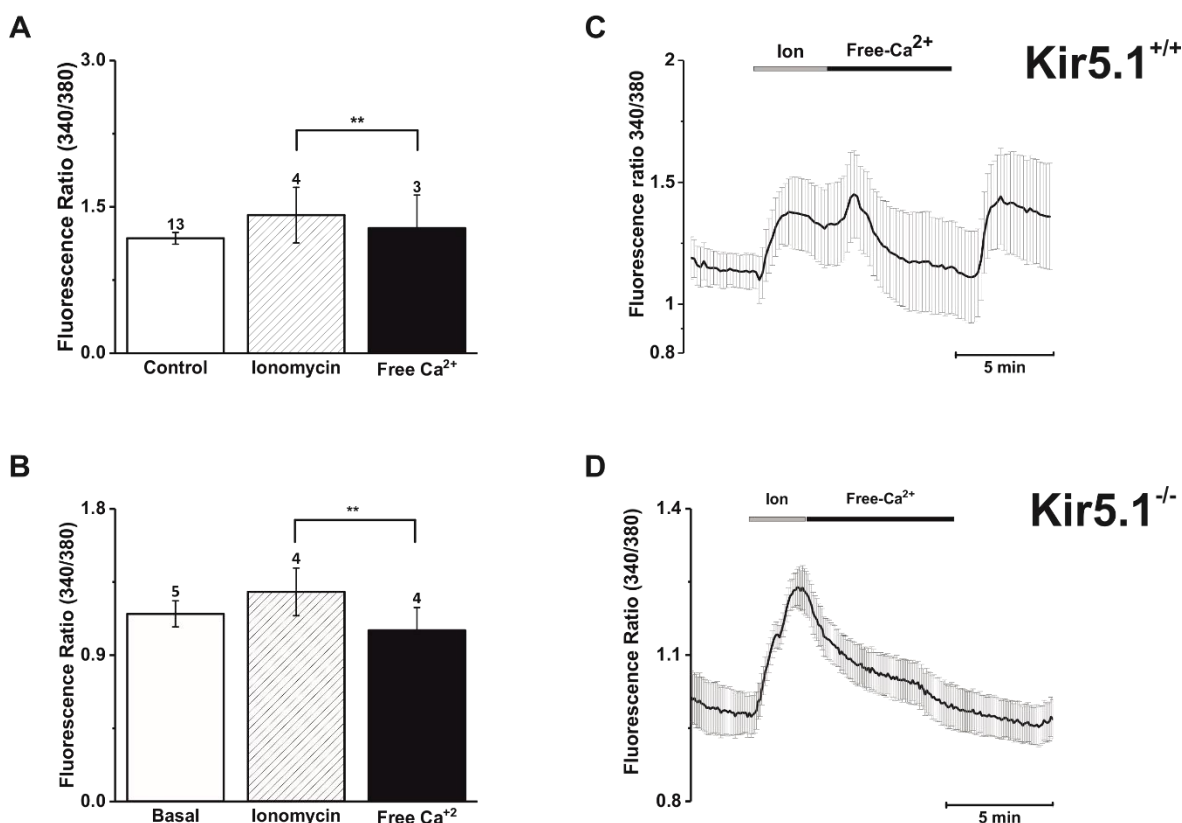 A
Fluorescence Ratio (340/380)
3.0
1.5
0.0
13
4
3
**
Control
Ionomycin
Free Ca²⁺
C
Kir5.1⁺/⁺
Ion
Free-Ca²⁺
Fluorescence ratio 340/380
2
1.5
1
0.8
5 min
B
Fluorescence Ratio (340/380)
1.8
0.9
0.0
5
4
4
**
Basal
Ionomycin
Free Ca⁺²
D
Kir5.1⁻/⁻
Ion
Free-Ca²⁺
Fluorescence Ratio (340/380)
1.4
1.1
0.8
5 min